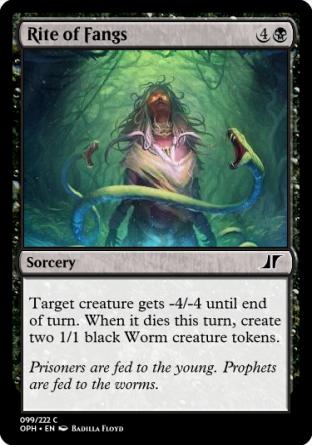 Rite of Fangs 4
Sorcery
Target creature gets -4/-4 until end
of turn. When it dies this turn, create
two 1/1 black Worm creature tokens.
Prisoners are fed to the young. Prophets
are fed to the worms.
099/222 C
OPH • EN BADILLA FLOYD